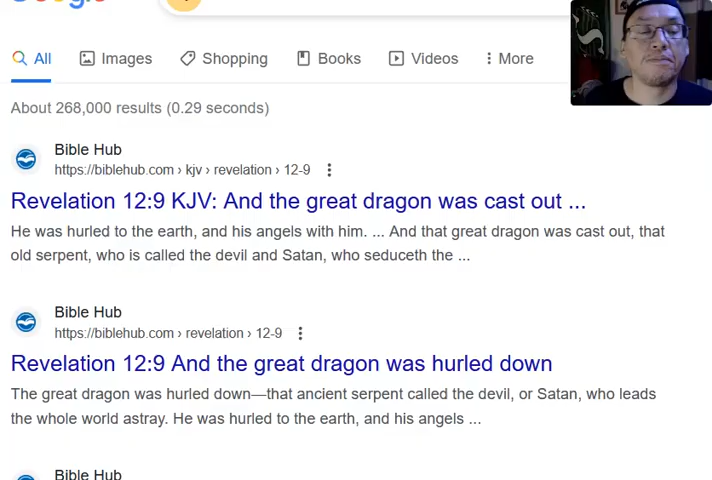 All
Images
Shopping
Books
Videos
More
About 268,000 results (0.29 seconds)
Bible Hub
https://biblehub.com › kjv › revelation › 12-9
Revelation 12:9 KJV: And the great dragon was cast out ...
He was hurled to the earth, and his angels with him. ... And that great dragon was cast out, that
old serpent, who is called the devil and Satan, who seduceth the ...
Bible Hub
https://biblehub.com › revelation › 12-9
Revelation 12:9 And the great dragon was hurled down
The great dragon was hurled down—that ancient serpent called the devil, or Satan, who leads
the whole world astray. He was hurled to the earth, and his angels ...
Bible Hub